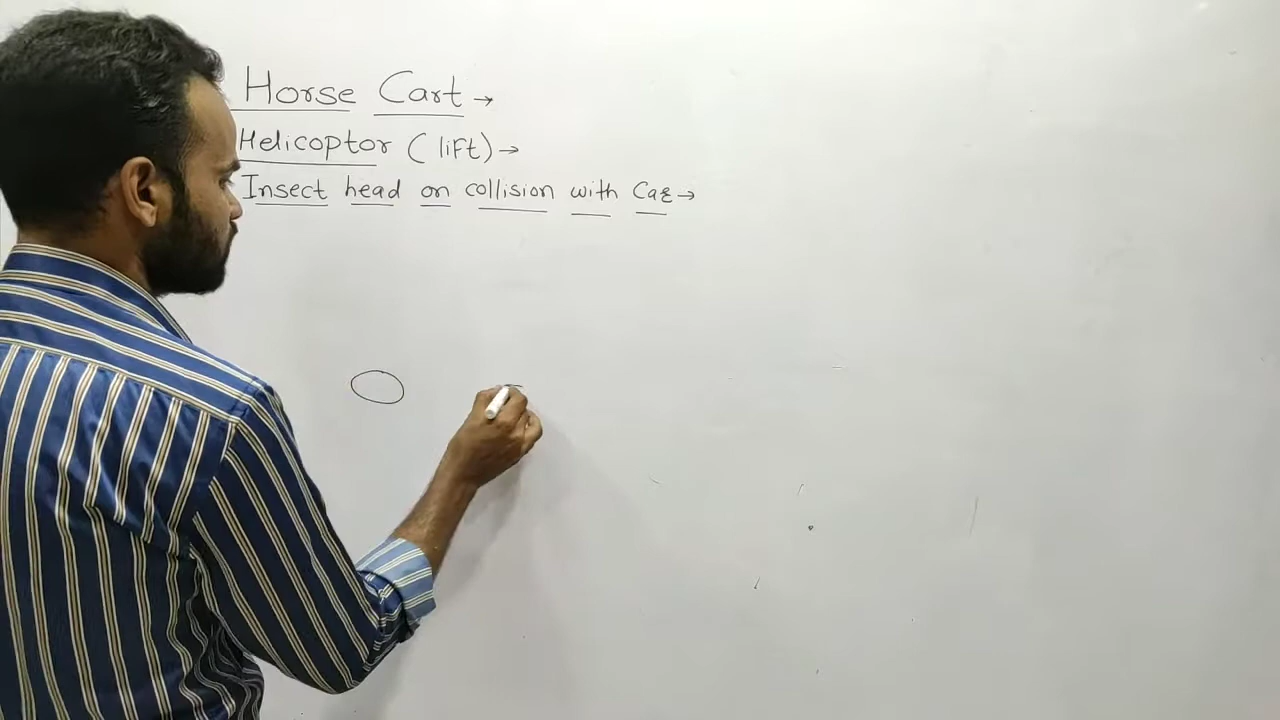 Horse Cart →
Helicoptor (lift) →
Insect head on collision with Car →